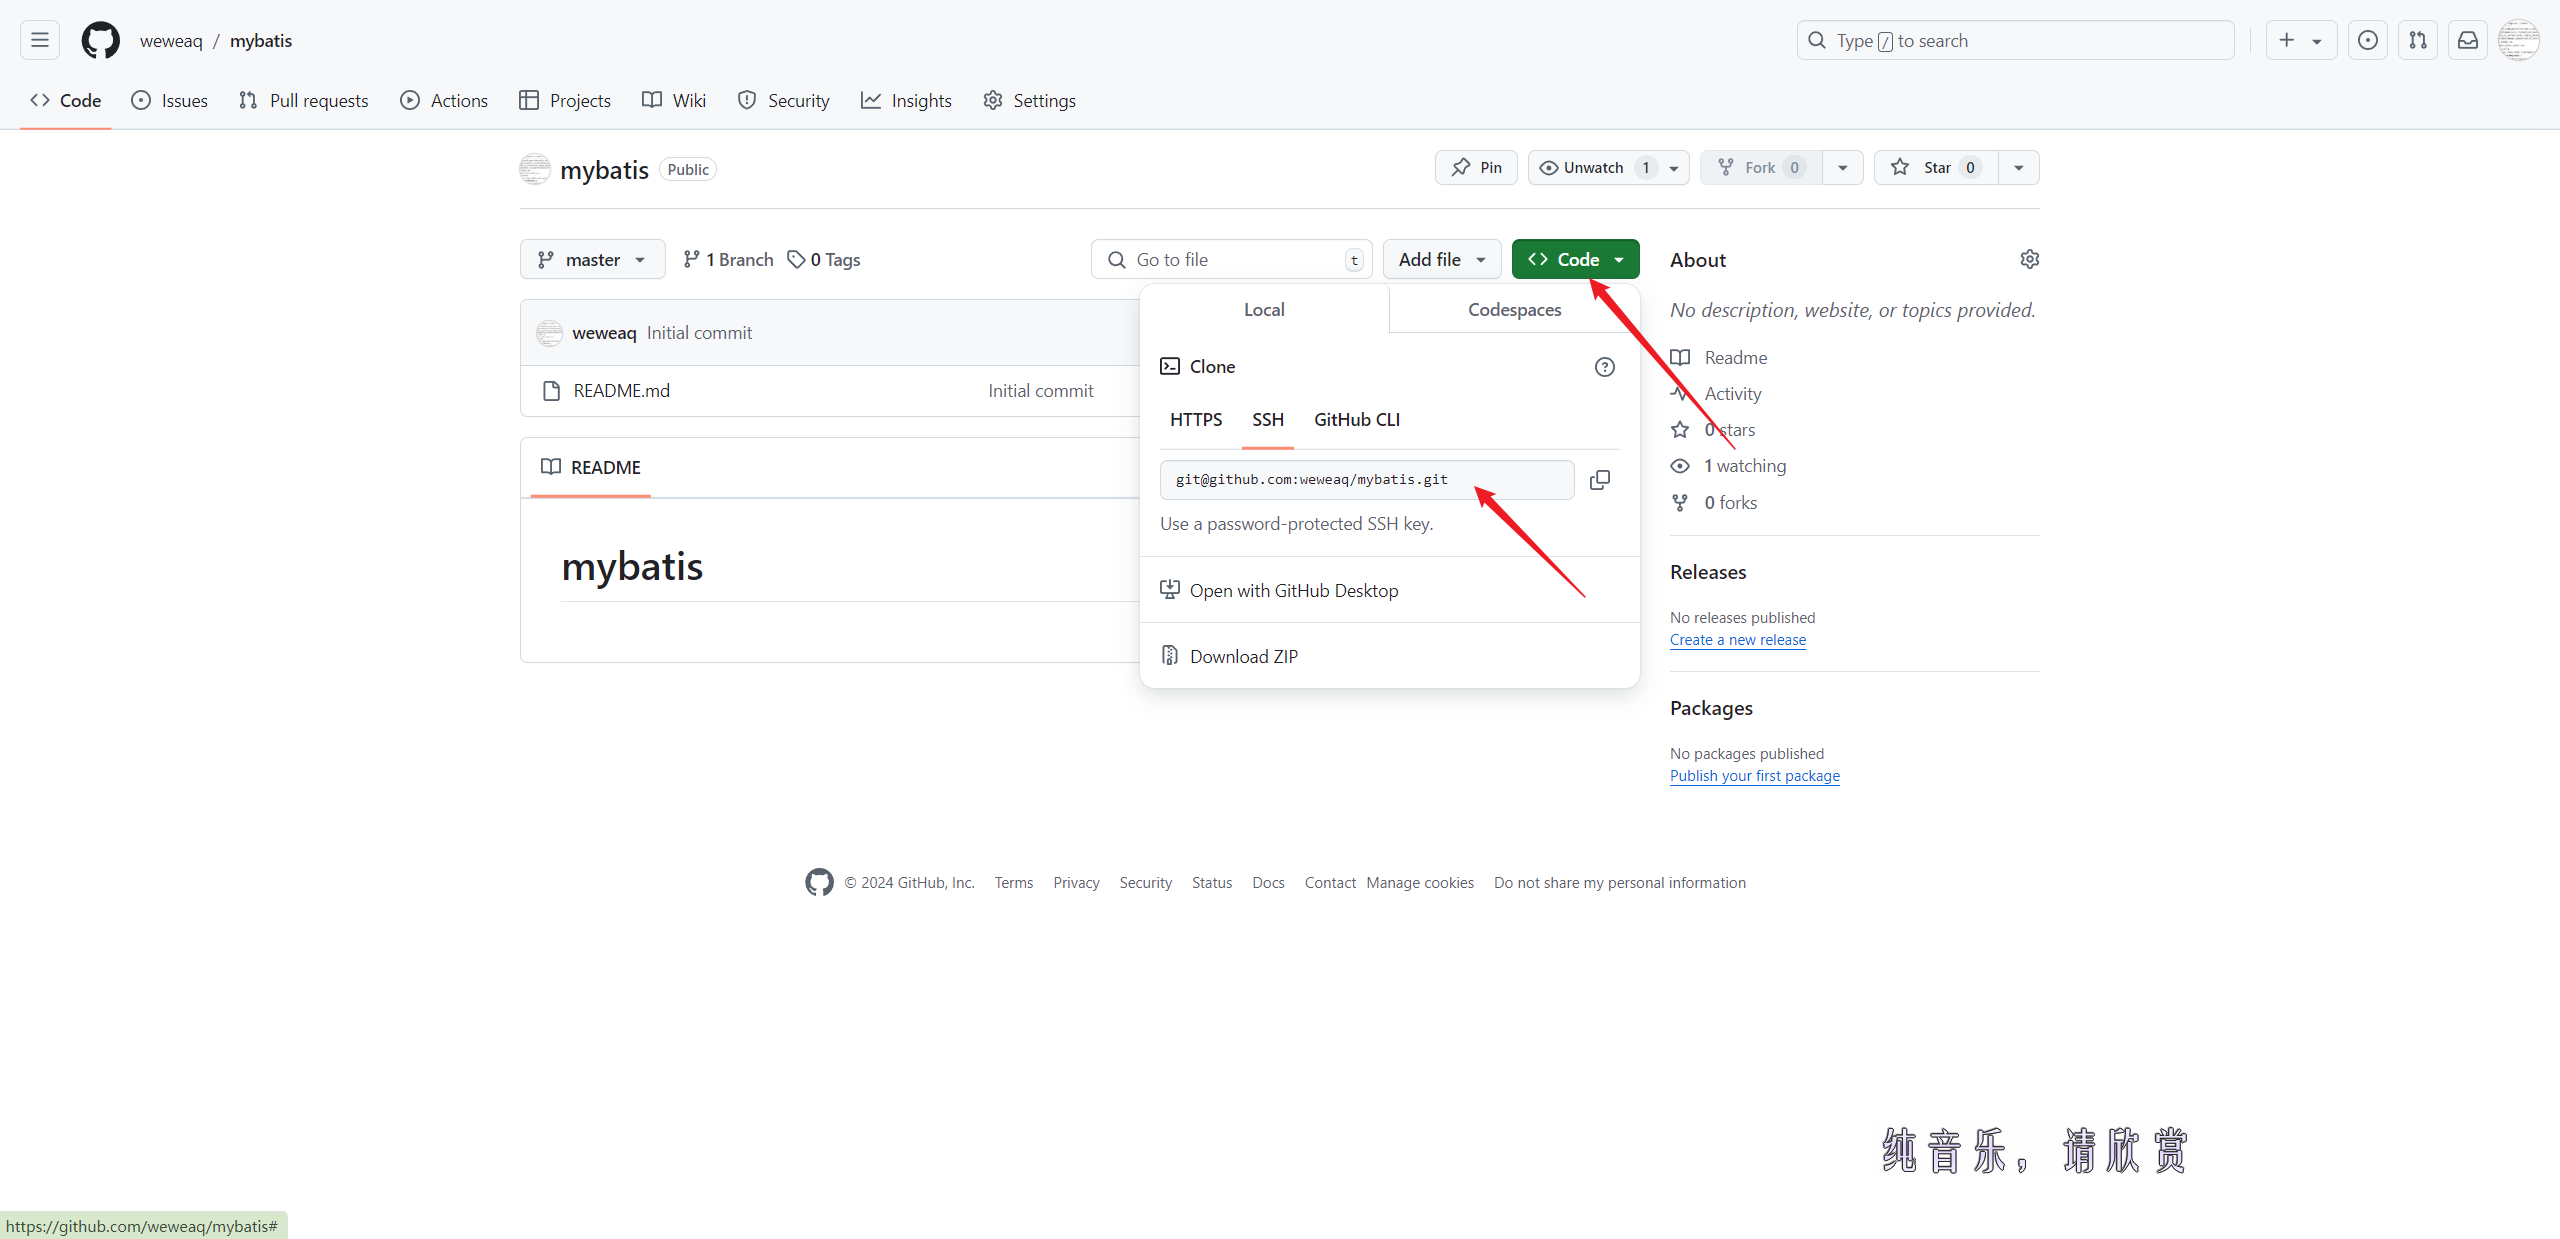 weweaq / mybatis
Type / to search
Code Issues Pull requests Actions Projects Wiki Security Insights Settings
mybatis Public
Pin Unwatch 1 Fork 0 Star 0
master 1 Branch 0 Tags Go to file t Add file Code
Local Codespaces
weweaq Initial commit
README.md Initial commit
Clone
HTTPS SSH GitHub CLI
git@github.com:weweaq/mybatis.git
Use a password-protected SSH key.
Open with GitHub Desktop
Download ZIP
README
mybatis
About
No description, website, or topics provided.
Readme
Activity
0 stars
1 watching
0 forks
Releases
No releases published
Create a new release
Packages
No packages published
Publish your first package
© 2024 GitHub, Inc. Terms Privacy Security Status Docs Contact Manage cookies Do not share my personal information
纯音乐，请欣赏
https://github.com/weweaq/mybatis#